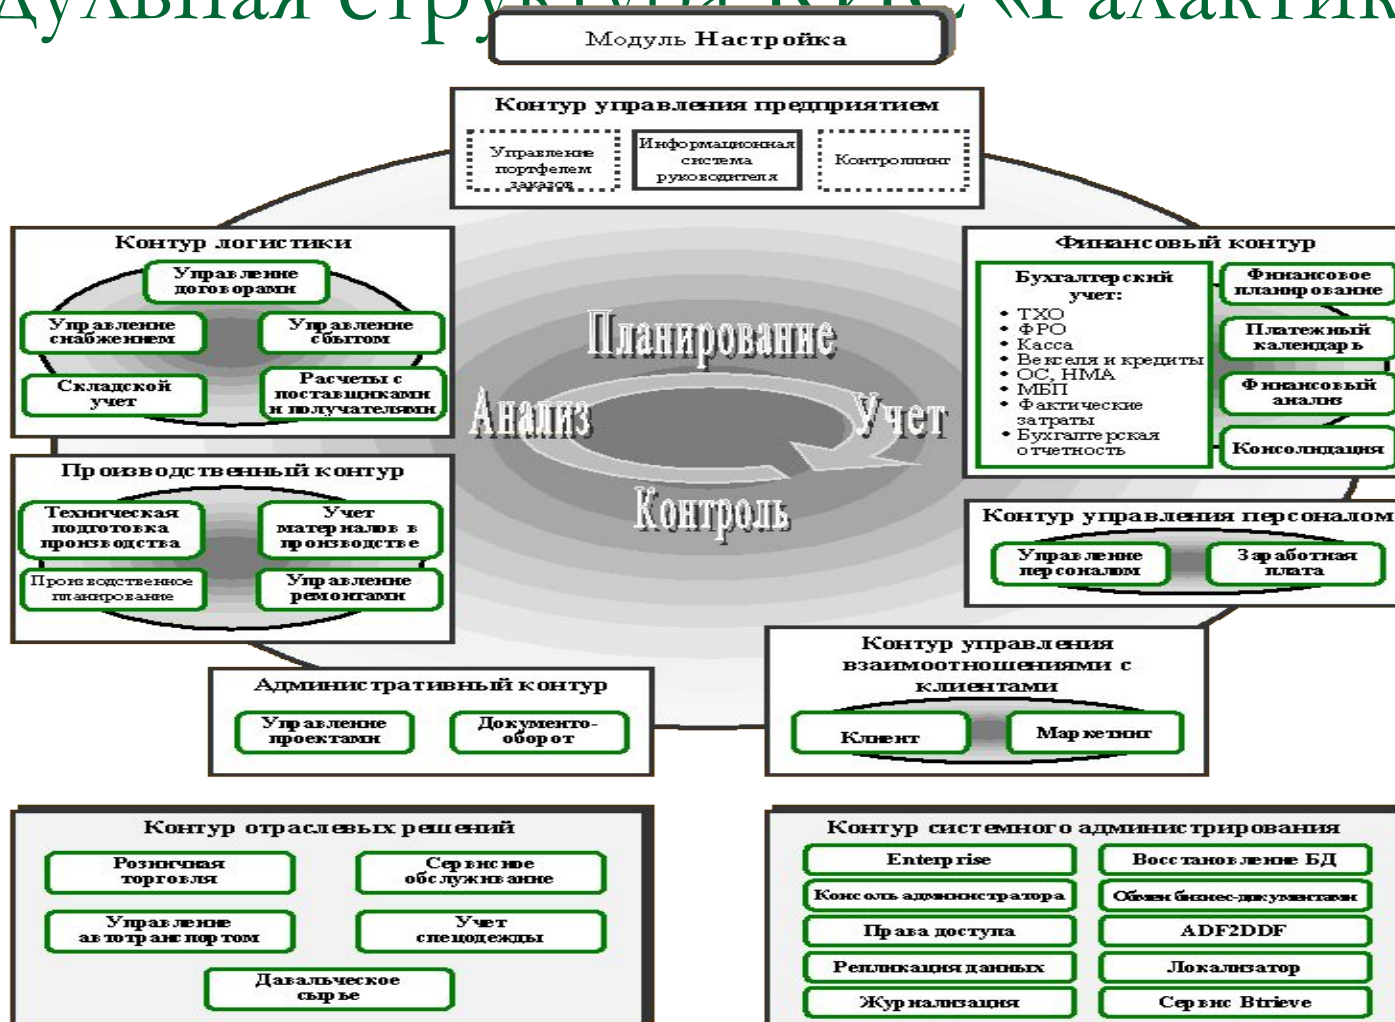 дульная структура КИС «Галактик
Модуль Настройка
Контур управления предприятием
Управление
портфелем
заказов
Информационная
система
руководителя
Контроллинг
Контур логистики
Управление
договорами
Управление
снабжением
Управление
сбытом
Складской
учет
Расчеты с
поставщиками
и получателями
Финансовый контур
Бухгалтерский
учет:
• ТХО
• ФРО
• Касса
• Векселя и кредиты
• ОС, НМА
• МБП
• Фактические
затраты
• Бухгалтерская
отчетность
Финансовое
планирование
Платежный
календарь
Финансовый
анализ
Консолидация
Планирование
Анализ
Учет
Контроль
Производственный контур
Техническая
подготовка
производства
Учет
материалов в
производстве
Производственное
планирование
Управление
ремонтами
Контур управления персоналом
Управление
персоналом
Заработная
плата
Административный контур
Управление
проектами
Документо-
оборот
Контур управления
взаимоотношениями с
клиентами
Клиент
Маркетинг
Контур отраслевых решений
Розничная
торговля
Сервисное
обслуживание
Управление
автотранспортом
Учет
спецодежды
Давальческое
сырье
Контур системного администрирования
Enterprise
Восстановление БД
Консоль администратора
Обмен бизнес-документами
Права доступа
ADF2DDF
Репликация данных
Локализатор
Журнализация
Сервис Btrieve